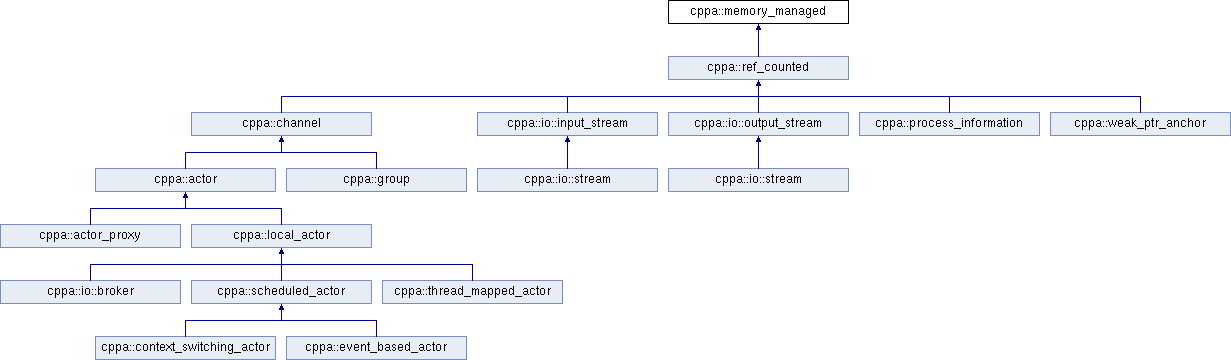 cppa::memory_managed
cppa::ref_counted
cppa::channel
cppa::io::input_stream
cppa::io::output_stream
cppa::process_information
cppa::weak_ptr_anchor
cppa::actor
cppa::group
cppa::io::stream
cppa::io::stream
cppa::actor_proxy
cppa::local_actor
cppa::io::broker
cppa::scheduled_actor
cppa::thread_mapped_actor
cppa::context_switching_actor
cppa::event_based_actor